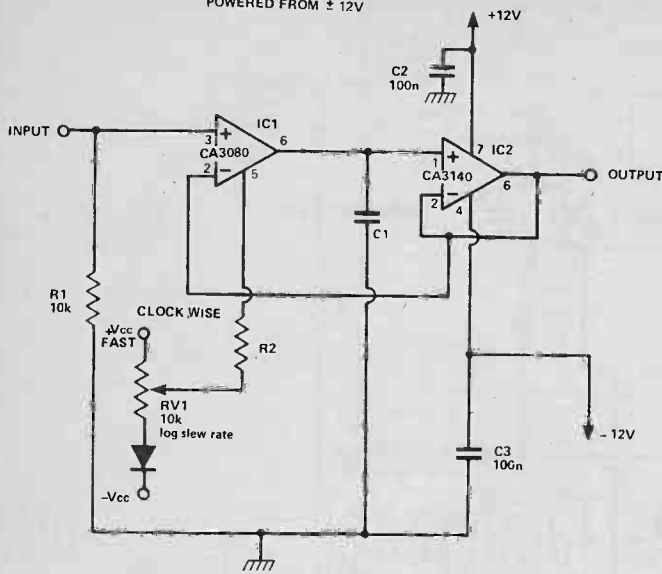 POWERED FROM ± 12V
+12V
C2
100n
INPUT
3
+
IC1
CA3080
6
2
−
5
7
IC2
1
+
CA3140
6
2
−
4
OUTPUT
C1
R1
10k
CLOCK WISE
+Vcc
FAST
R2
RV1
10k
log slew rate
−Vcc
C3
100n
− 12V